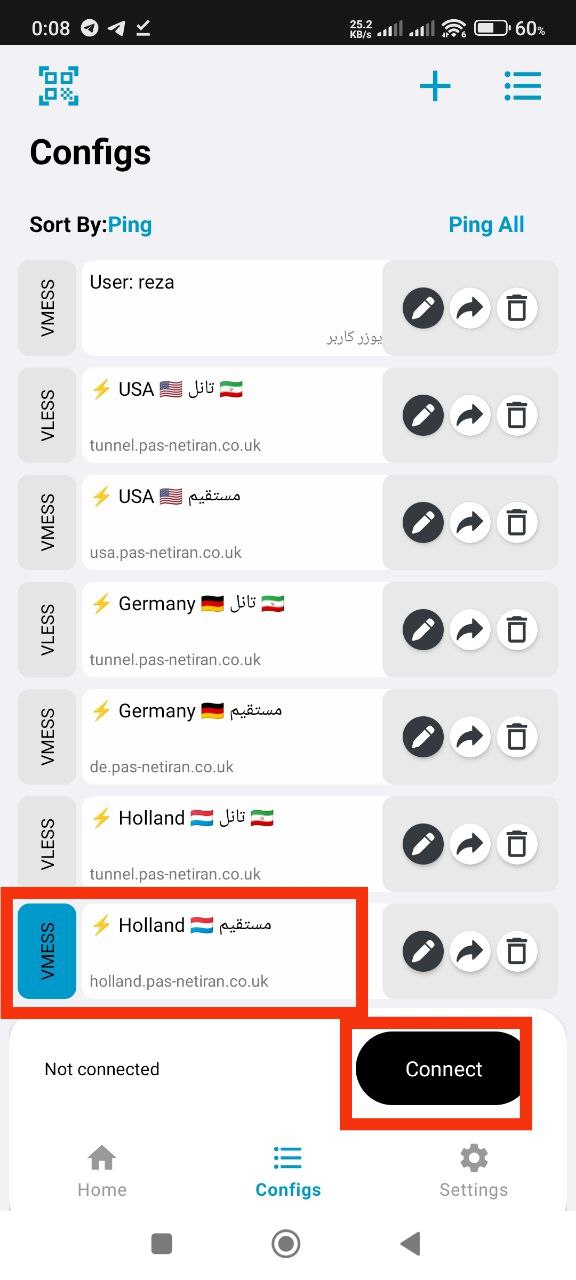 0:08
25.2
KB/s
6
60%
Configs
Sort By:Ping
Ping All
VMESS
User: reza
یوزر کاربر
VLESS
⚡ USA 🇺🇸 تانل 🇮🇷
tunnel.pas-netiran.co.uk
VMESS
⚡ USA 🇺🇸 مستقیم
usa.pas-netiran.co.uk
VLESS
⚡ Germany 🇩🇪 تانل 🇮🇷
tunnel.pas-netiran.co.uk
VMESS
⚡ Germany 🇩🇪 مستقیم
de.pas-netiran.co.uk
VLESS
⚡ Holland 🇱🇺 تانل 🇮🇷
tunnel.pas-netiran.co.uk
VMESS
⚡ Holland 🇱🇺 مستقیم
holland.pas-netiran.co.uk
Not connected
Connect
Home
Configs
Settings